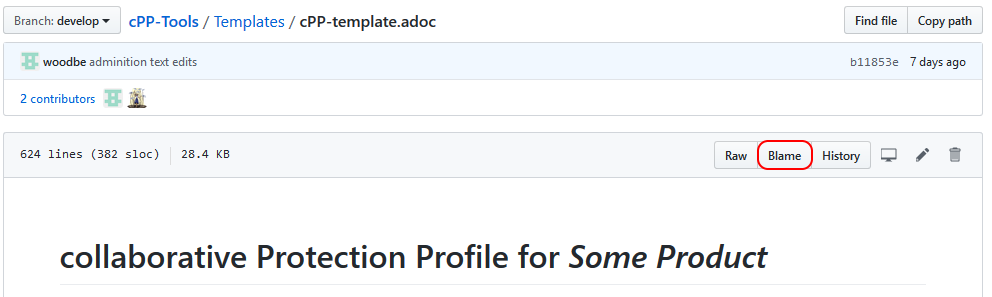 Branch: develop cPP-Tools / Templates / cPP-template.adoc Find file Copy path
woodbe adminition text edits b11853e 7 days ago
2 contributors
624 lines (382 sloc) 28.4 KB Raw Blame History
collaborative Protection Profile for Some Product